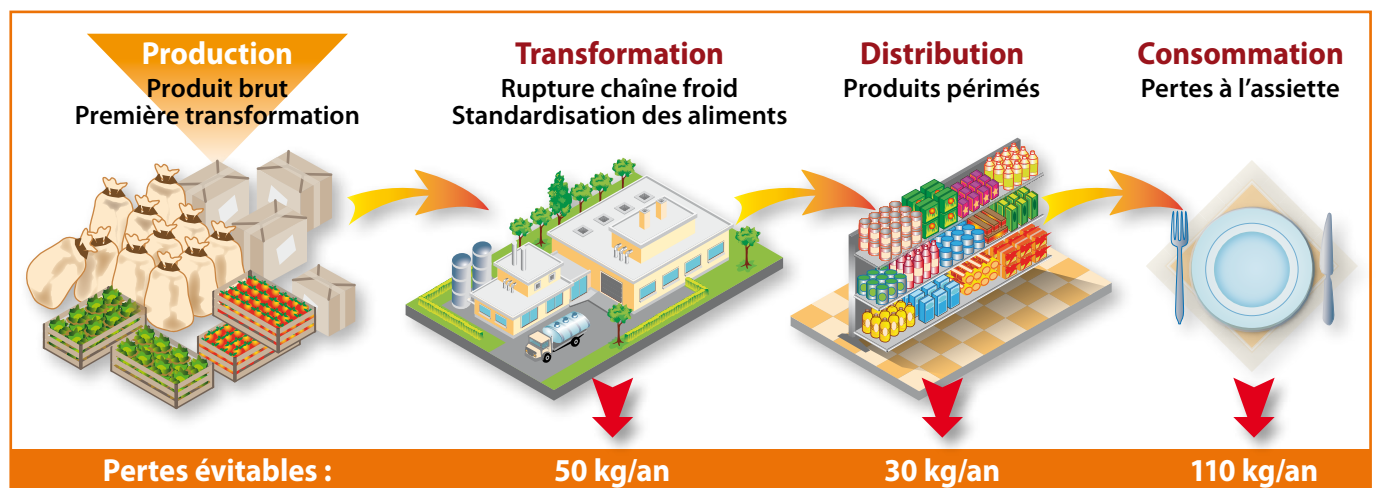 Production
Produit brut
Première transformation
Transformation
Rupture chaîne froid
Standardisation des aliments
Distribution
Produits périmés
Consommation
Pertes à l’assiette
Pertes évitables :
50 kg/an
30 kg/an
110 kg/an